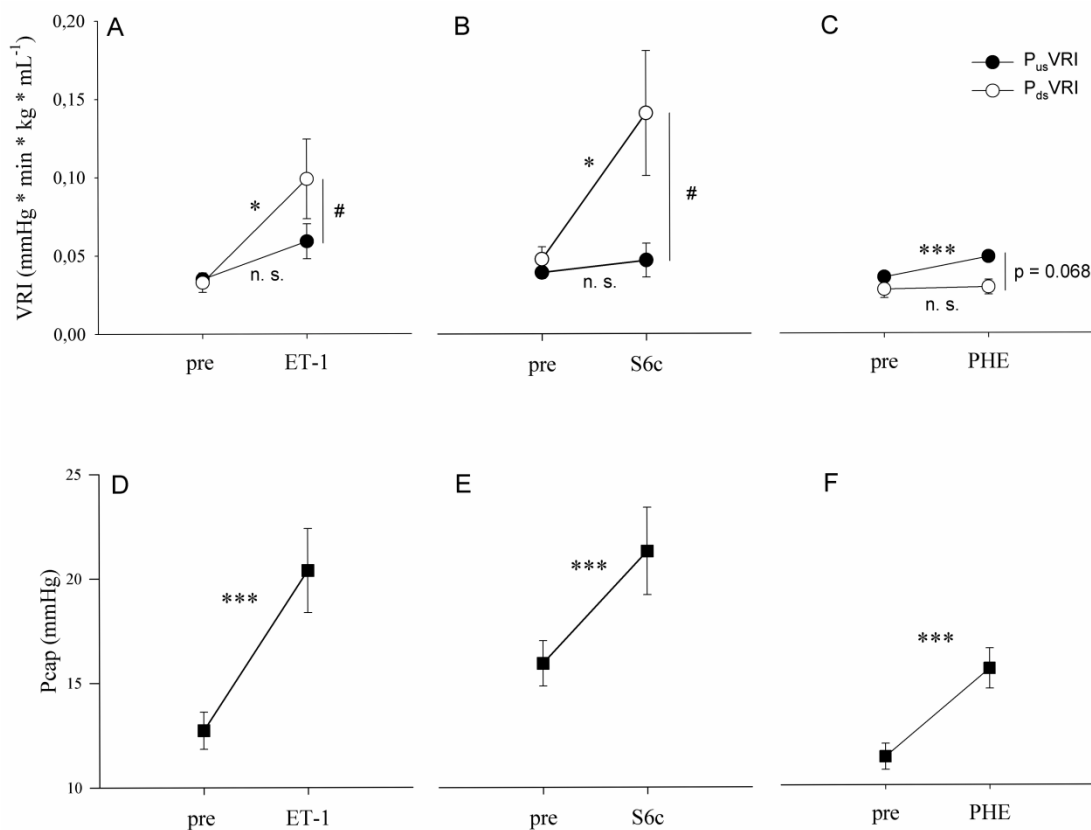 A
B
C
VRI (mmHg * min * kg * mL⁻¹)
0,20
0,15
0,10
0,05
0,00
*
#
n. s.
pre
ET-1
*
#
n. s.
pre
S6c
PusVRI
PdsVRI
***
p = 0.068
n. s.
pre
PHE
D
E
F
Pcap (mmHg)
25
20
15
10
***
pre
ET-1
***
pre
S6c
***
pre
PHE